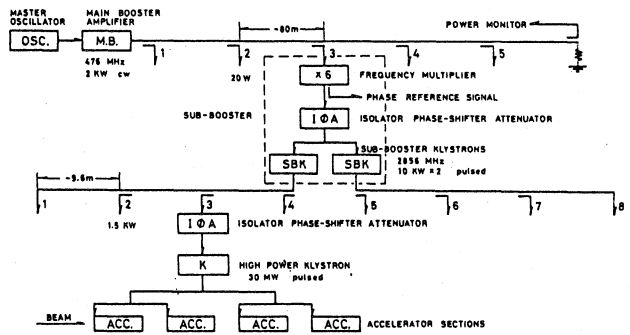 MASTER OSCILLATOR
MAIN BOOSTER AMPLIFIER
~80m
POWER MONITOR
OSC.
M.B.
1
2
3
4
5
476 MHz
2 KW cw
20 W
× 6
FREQUENCY MULTIPLIER
PHASE REFERENCE SIGNAL
SUB-BOOSTER
IØA
ISOLATOR PHASE-SHIFTER ATTENUATOR
SUB-BOOSTER KLYSTRONS
SBK
SBK
2856 MHz
10 KW × 2 pulsed
~9.6m
1
2
3
4
5
6
7
8
1.5 KW
IØA
ISOLATOR PHASE-SHIFTER ATTENUATOR
K
HIGH POWER KLYSTRON
30 MW pulsed
BEAM
ACC.
ACC.
ACC.
ACC.
ACCELERATOR SECTIONS